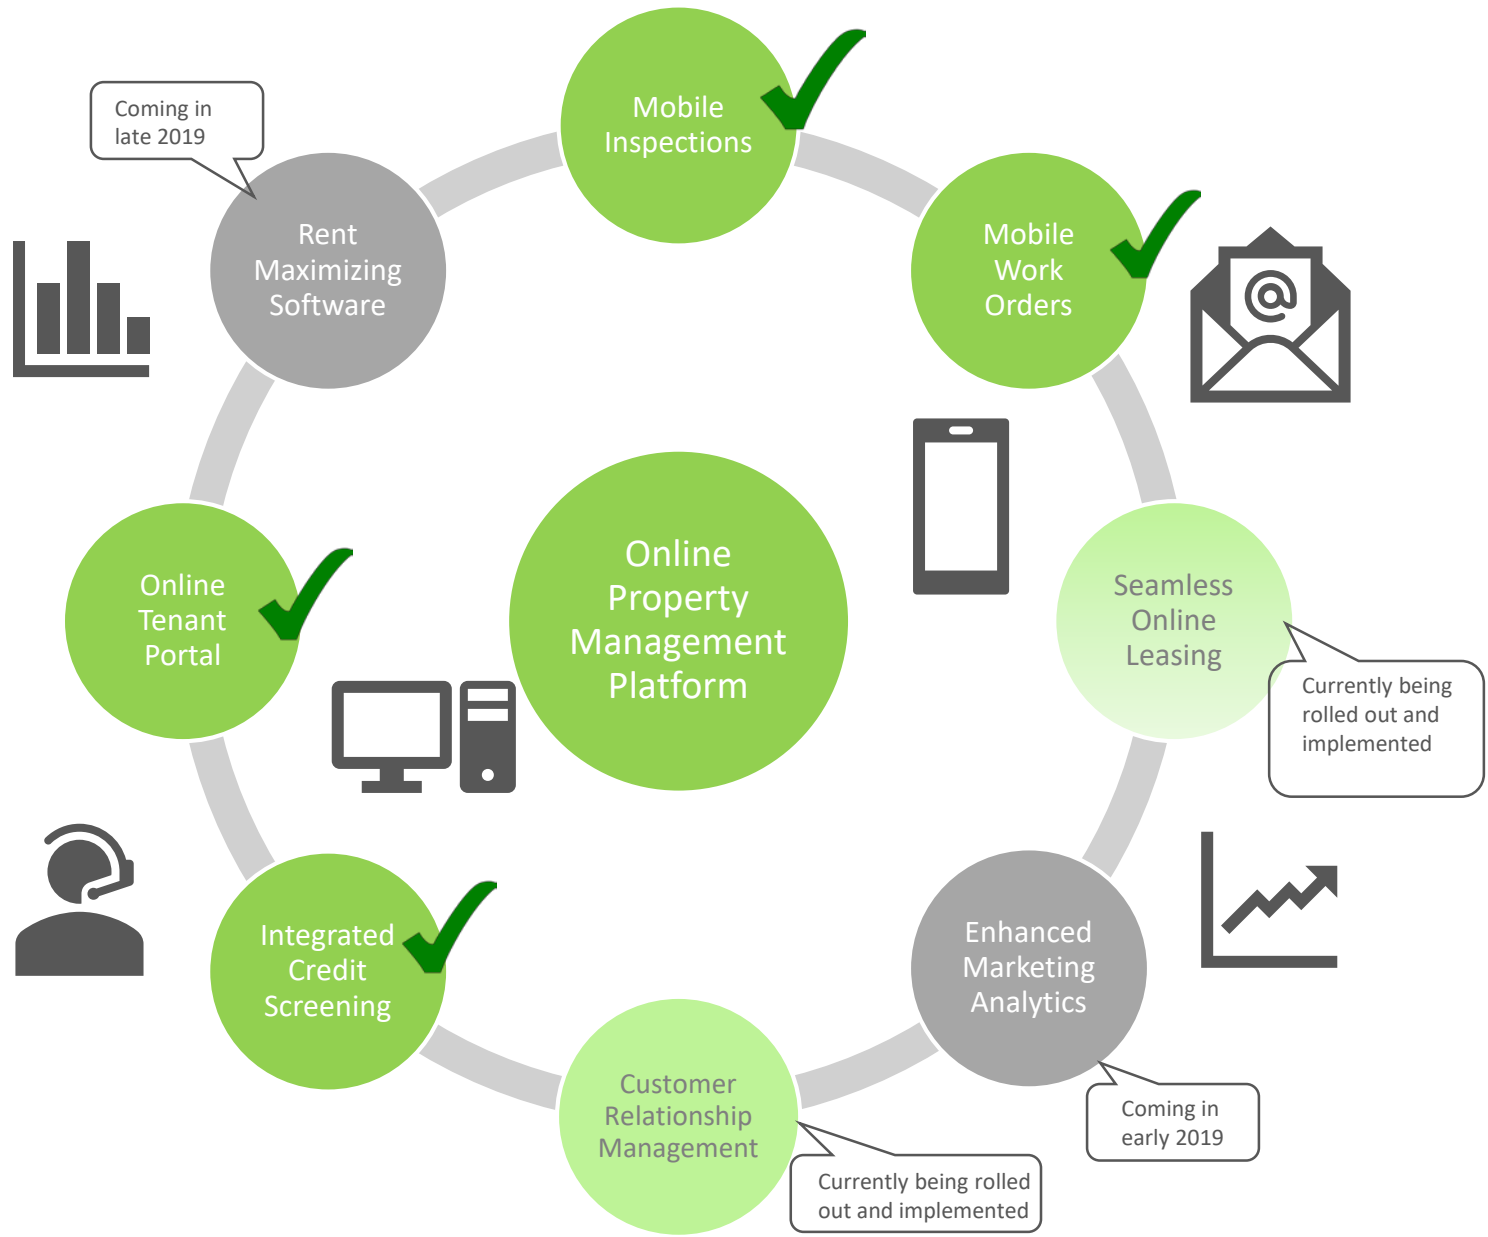 Coming in
late 2019
Mobile
Inspections
Rent
Maximizing
Software
Mobile
Work
Orders
Online
Tenant
Portal
Online
Property
Management
Platform
Seamless
Online
Leasing
Currently being
rolled out and
implemented
Integrated
Credit
Screening
Enhanced
Marketing
Analytics
Customer
Relationship
Management
Coming in
early 2019
Currently being rolled
out and implemented